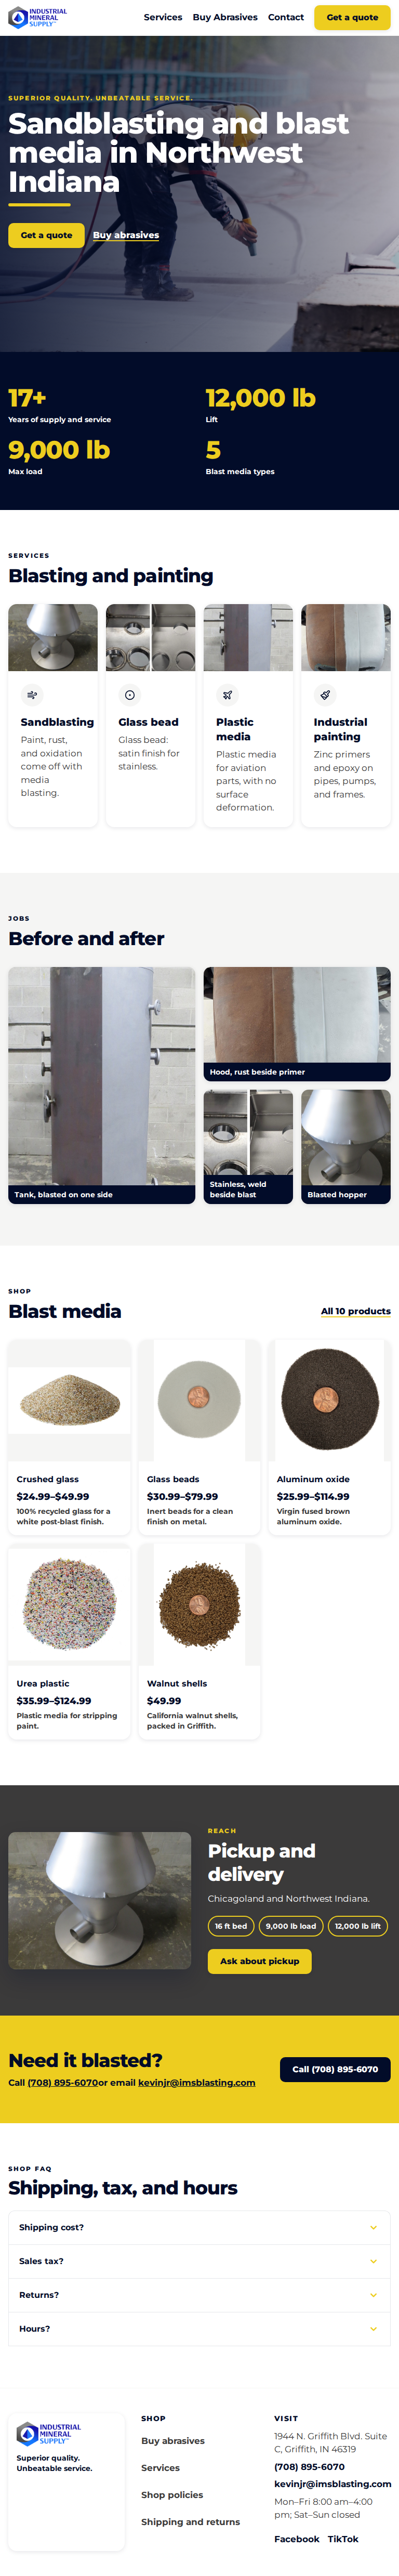 INDUSTRIAL
MINERAL
SUPPLY™
Services
Buy Abrasives
Contact
Get a quote
SUPERIOR QUALITY. UNBEATABLE SERVICE.
Sandblasting and blast
media in Northwest
Indiana
Get a quote
Buy abrasives
17+
Years of supply and service
12,000 lb
Lift
9,000 lb
Max load
5
Blast media types
SERVICES
Blasting and painting
Sandblasting
Paint, rust,
and oxidation
come off with
media
blasting.
Glass bead
Glass bead:
satin finish for
stainless.
Plastic
media
Plastic media
for aviation
parts, with no
surface
deformation.
Industrial
painting
Zinc primers
and epoxy on
pipes, pumps,
and frames.
JOBS
Before and after
Tank, blasted on one side
Hood, rust beside primer
Stainless, weld
beside blast
Blasted hopper
SHOP
Blast media
All 10 products
Crushed glass
$24.99–$49.99
100% recycled glass for a
white post-blast finish.
Glass beads
$30.99–$79.99
Inert beads for a clean
finish on metal.
Aluminum oxide
$25.99–$114.99
Virgin fused brown
aluminum oxide.
Urea plastic
$35.99–$124.99
Plastic media for stripping
paint.
Walnut shells
$49.99
California walnut shells,
packed in Griffith.
REACH
Pickup and
delivery
Chicagoland and Northwest Indiana.
16 ft bed
9,000 lb load
12,000 lb lift
Ask about pickup
Need it blasted?
Call (708) 895-6070or email kevinjr@imsblasting.com
Call (708) 895-6070
SHOP FAQ
Shipping, tax, and hours
Shipping cost?
Sales tax?
Returns?
Hours?
INDUSTRIAL
MINERAL
SUPPLY™
Superior quality.
Unbeatable service.
SHOP
Buy abrasives
Services
Shop policies
Shipping and returns
VISIT
1944 N. Griffith Blvd. Suite
C, Griffith, IN 46319
(708) 895-6070
kevinjr@imsblasting.com
Mon–Fri 8:00 am–4:00
pm; Sat–Sun closed
Facebook
TikTok